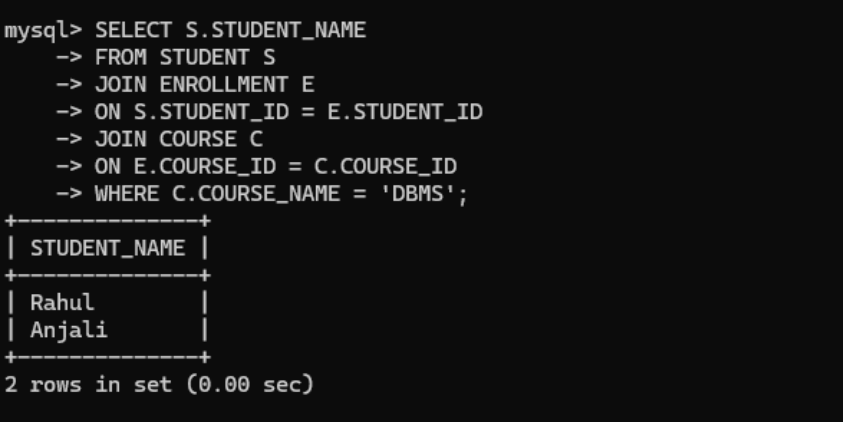 mysql> SELECT S.STUDENT_NAME
    -> FROM STUDENT S
    -> JOIN ENROLLMENT E
    -> ON S.STUDENT_ID = E.STUDENT_ID
    -> JOIN COURSE C
    -> ON E.COURSE_ID = C.COURSE_ID
    -> WHERE C.COURSE_NAME = 'DBMS';
+--------------+
| STUDENT_NAME |
+--------------+
| Rahul        |
| Anjali       |
+--------------+
2 rows in set (0.00 sec)